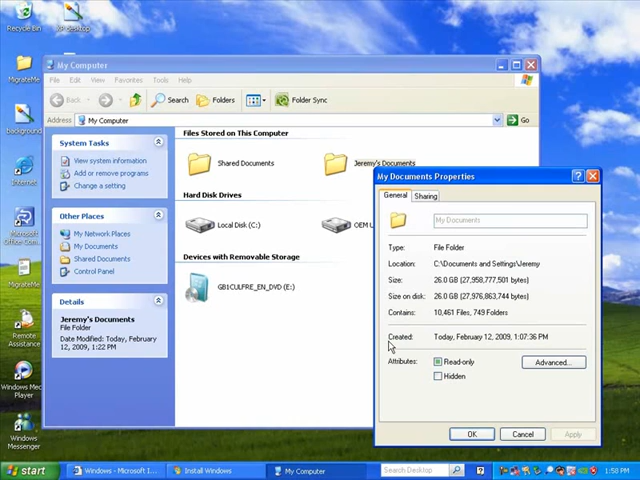 Recycle Bin
XP desktop
MigrateMe
background
Internet
Microsoft
Office Com...
MigrateMe
Remote
Assistance
Windows Med
Player
Windows
Messenger
My Computer
File Edit View Favorites Tools Help
Back Search Folders Folder Sync
Address My Computer Go
System Tasks
View system information
Add or remove programs
Change a setting
Other Places
My Network Places
My Documents
Shared Documents
Control Panel
Details
Jeremy's Documents
File Folder
Date Modified: Today, February
12, 2009, 1:22 PM
Files Stored on This Computer
Shared Documents
Jeremy's Documents
Hard Disk Drives
Local Disk (C:)
OEM
Devices with Removable Storage
GB1CULFRE_EN_DVD (E:)
My Documents Properties
General Sharing
My Documents
Type: File Folder
Location: C:\Documents and Settings\Jeremy
Size: 26.0 GB (27,958,777,501 bytes)
Size on disk: 26.0 GB (27,976,863,744 bytes)
Contains: 10,461 Files, 749 Folders
Created: Today, February 12, 2009, 1:07:36 PM
Attributes: Read-only Advanced...
Hidden
OK Cancel Apply
start Windows - Microsoft I... Install Windows My Computer Search Desktop 1:58 PM